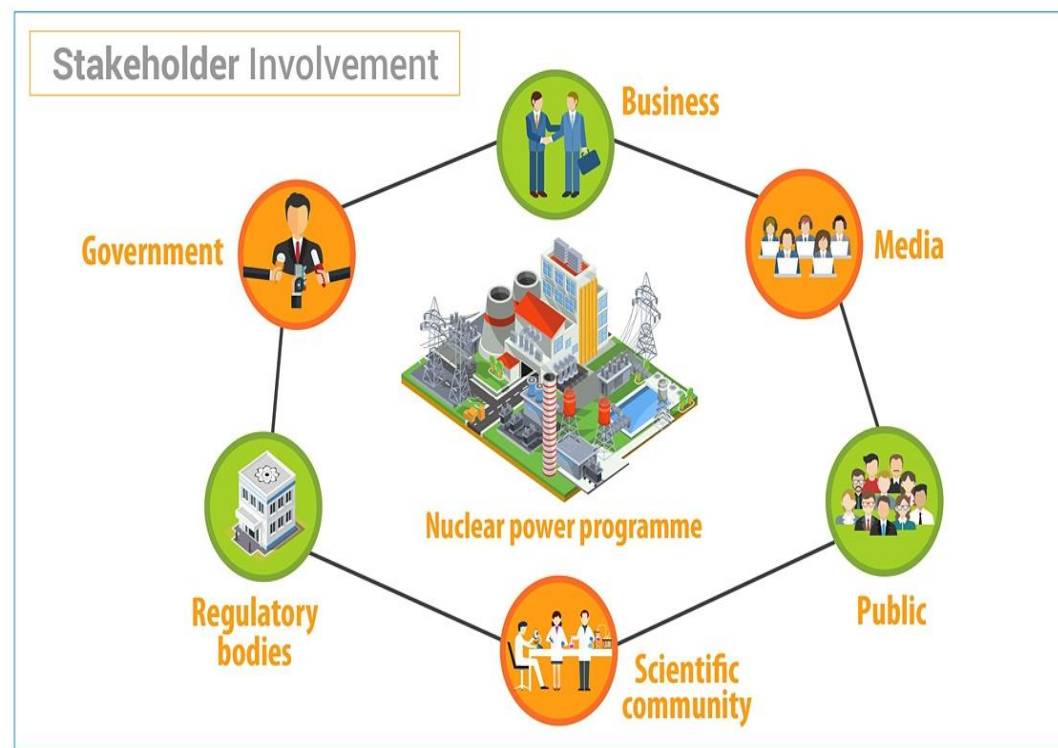 Stakeholder Involvement
Business
Government
Media
Nuclear power programme
Regulatory
bodies
Public
Scientific
community